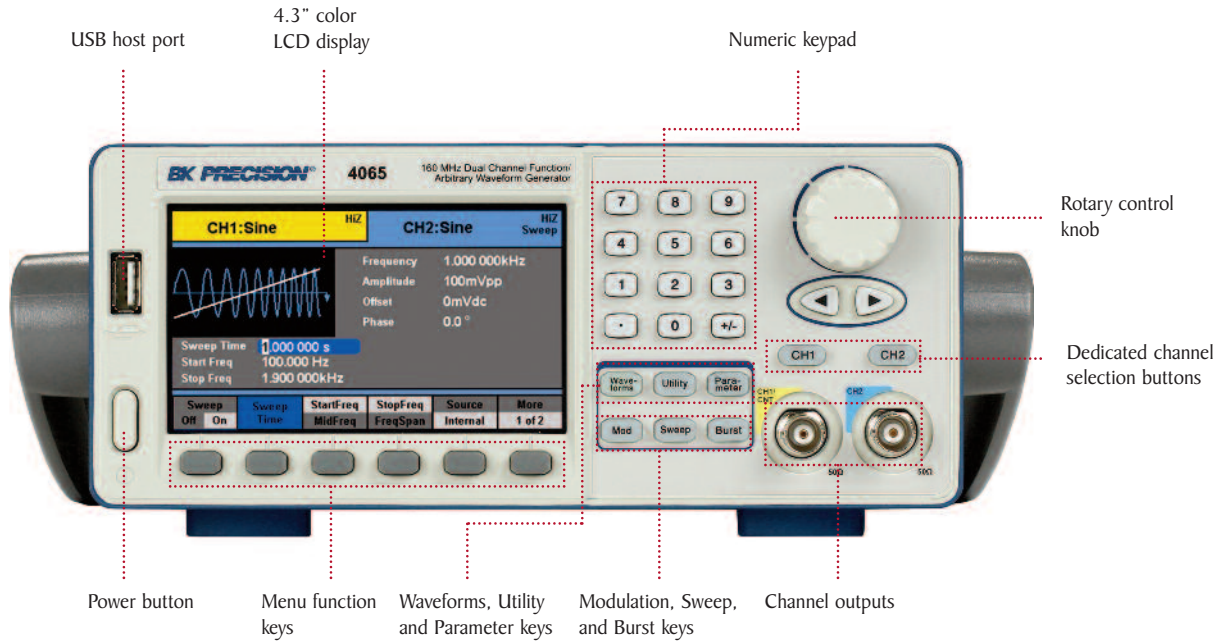 4.3” color
LCD display
USB host port
Numeric keypad
BK PRECISION®
4065
160 MHz Dual Channel Function/
Arbitrary Waveform Generator
CH1:Sine
HiZ
CH2:Sine
HiZ
Sweep
Frequency 1.000 000kHz
Amplitude 100mVpp
Offset 0mVdc
Phase 0.0 °
Sweep Time 1.000 000 s
Start Freq 100.000 Hz
Stop Freq 1.900 000kHz
Sweep
Off On
Sweep
Time
StartFreq
MidFreq
StopFreq
FreqSpan
Source
Internal
More
1 of 2
7 8 9
4 5 6
1 2 3
· 0 +/-
Wave-
forms
Utility
Para-
meter
Mod
Sweep
Burst
Rotary control
knob
CH1
CH2
Dedicated channel
selection buttons
CH1/
CNT
CH2
50Ω
50Ω
Power button
Menu function
keys
Waveforms, Utility
and Parameter keys
Modulation, Sweep,
and Burst keys
Channel outputs